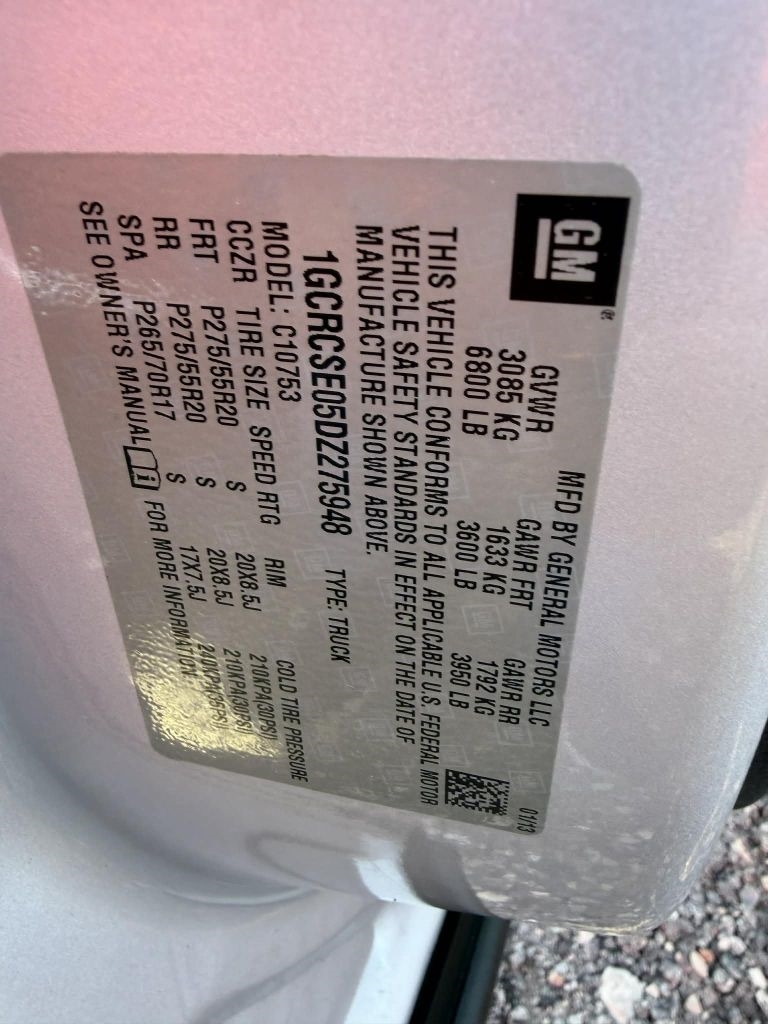 GM®
MFD BY GENERAL MOTORS LLC 01/13
GVWR GAWR FRT GAWR RR
3085 KG 1633 KG 1792 KG
6800 LB 3600 LB 3950 LB
THIS VEHICLE CONFORMS TO ALL APPLICABLE U.S. FEDERAL MOTOR
VEHICLE SAFETY STANDARDS IN EFFECT ON THE DATE OF
MANUFACTURE SHOWN ABOVE.
1GCRCSE05DZ275948 TYPE: TRUCK
MODEL: C10753
CCZR TIRE SIZE SPEED RTG RIM COLD TIRE PRESSURE
FRT P275/55R20 S 20X8.5J 210KPA(30PSI)
RR P275/55R20 S 20X8.5J 210KPA(30PSI)
SPA P265/70R17 S 17X7.5J 240KPA(35PSI)
SEE OWNER'S MANUAL i FOR MORE INFORMATION.